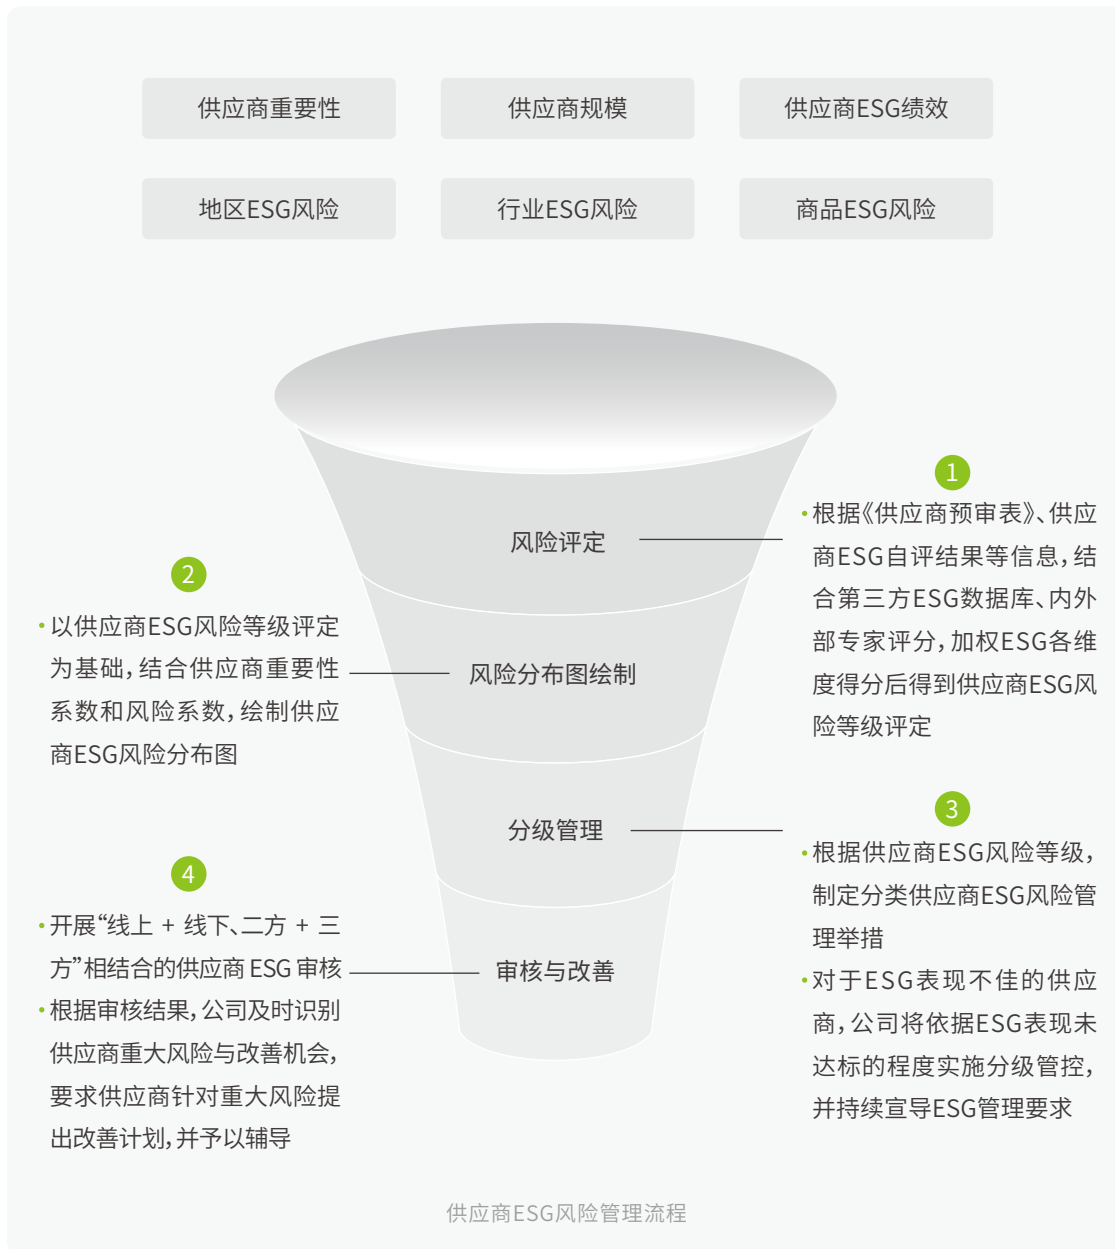 供应商重要性
供应商规模
供应商ESG绩效
地区ESG风险
行业ESG风险
商品ESG风险
风险评定
1
•根据《供应商预审表》、供应
商ESG自评结果等信息,结
合第三方ESG数据库、内外
部专家评分,加权ESG各维
度得分后得到供应商ESG风
险等级评定
2
•以供应商ESG风险等级评定
为基础,结合供应商重要性
系数和风险系数,绘制供应
商ESG风险分布图
风险分布图绘制
分级管理
3
•根据供应商ESG风险等级,
制定分类供应商ESG风险管
理举措
•对于ESG表现不佳的供应
商,公司将依据ESG表现未
达标的程度实施分级管控,
并持续宣导ESG管理要求
4
•开展“线上 + 线下、二方 + 三
方”相结合的供应商 ESG 审核
•根据审核结果,公司及时识别
供应商重大风险与改善机会,
要求供应商针对重大风险提
出改善计划,并予以辅导
审核与改善
供应商ESG风险管理流程